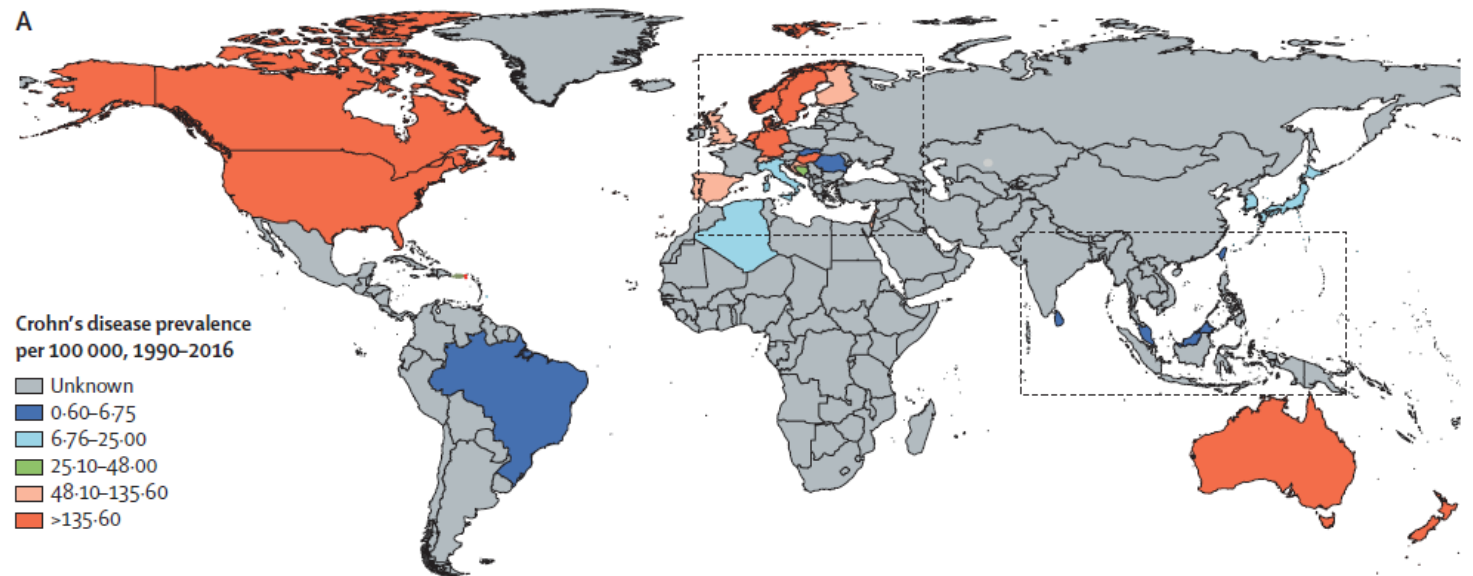 A
Crohn's disease prevalence
per 100 000, 1990–2016
Unknown
0·60–6·75
6·76–25·00
25·10–48·00
48·10–135·60
>135·60